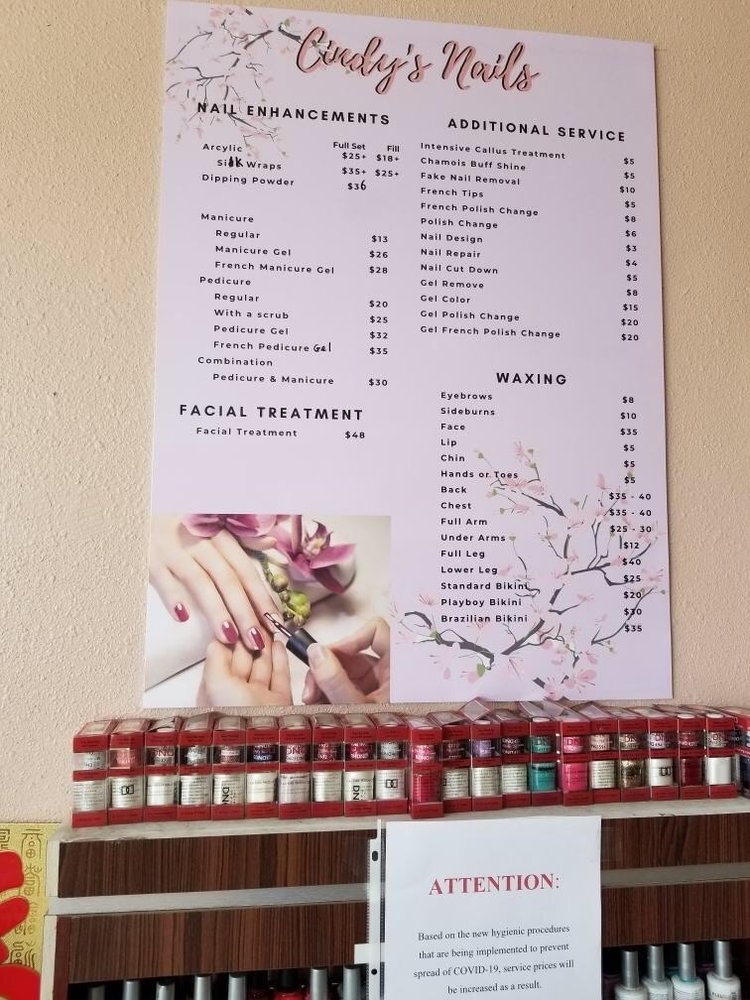 Cindy's Nails
NAIL ENHANCEMENTS
Full Set Fill
Arcylic $25+ $18+
Silk Wraps $35+ $25+
Dipping Powder $36
Manicure
Regular $13
Manicure Gel $26
French Manicure Gel $28
Pedicure
Regular $20
With a scrub $25
Pedicure Gel $32
French Pedicure Gel $35
Combination
Pedicure & Manicure $30
FACIAL TREATMENT
Facial Treatment $48
ADDITIONAL SERVICE
Intensive Callus Treatment $5
Chamois Buff Shine $5
Fake Nail Removal $10
French Tips $5
French Polish Change $8
Polish Change $6
Nail Design $3
Nail Repair $4
Nail Cut Down $5
Gel Remove $8
Gel Color $15
Gel Polish Change $20
Gel French Polish Change $20
WAXING
Eyebrows $8
Sideburns $10
Face $35
Lip $5
Chin $5
Hands or Toes $5
Back $35 - 40
Chest $35 - 40
Full Arm $25 - 30
Under Arms $12
Full Leg $40
Lower Leg $25
Standard Bikini $20
Playboy Bikini $30
Brazilian Bikini $35
ATTENTION:
Based on the new hygienic procedures
that are being implemented to prevent
spread of COVID-19, service prices will
be increased as a result.